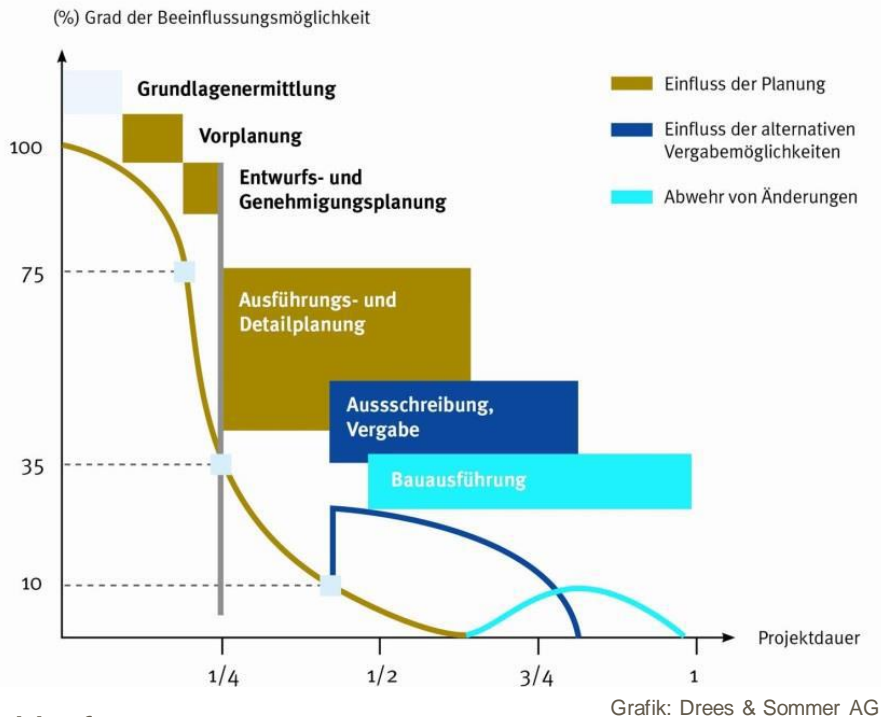 (%) Grad der Beeinflussungsmöglichkeit
Grundlagenermittlung
Vorplanung
Entwurfs- und
Genehmigungsplanung
Einfluss der Planung
Einfluss der alternativen
Vergabemöglichkeiten
Abwehr von Änderungen
100
75
35
10
Ausführungs- und
Detailplanung
Aussschreibung,
Vergabe
Bauausführung
Projektdauer
1/4
1/2
3/4
1
Grafik: Drees & Sommer AG